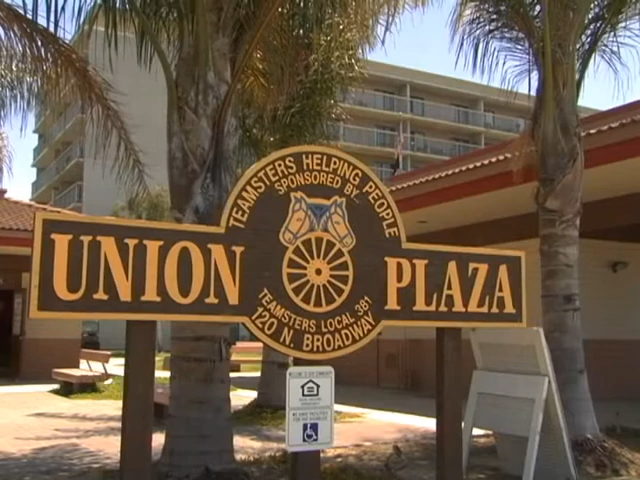 TEAMSTERS HELPING PEOPLE
SPONSORED BY
UNION PLAZA
TEAMSTERS LOCAL 381
120 N. BROADWAY